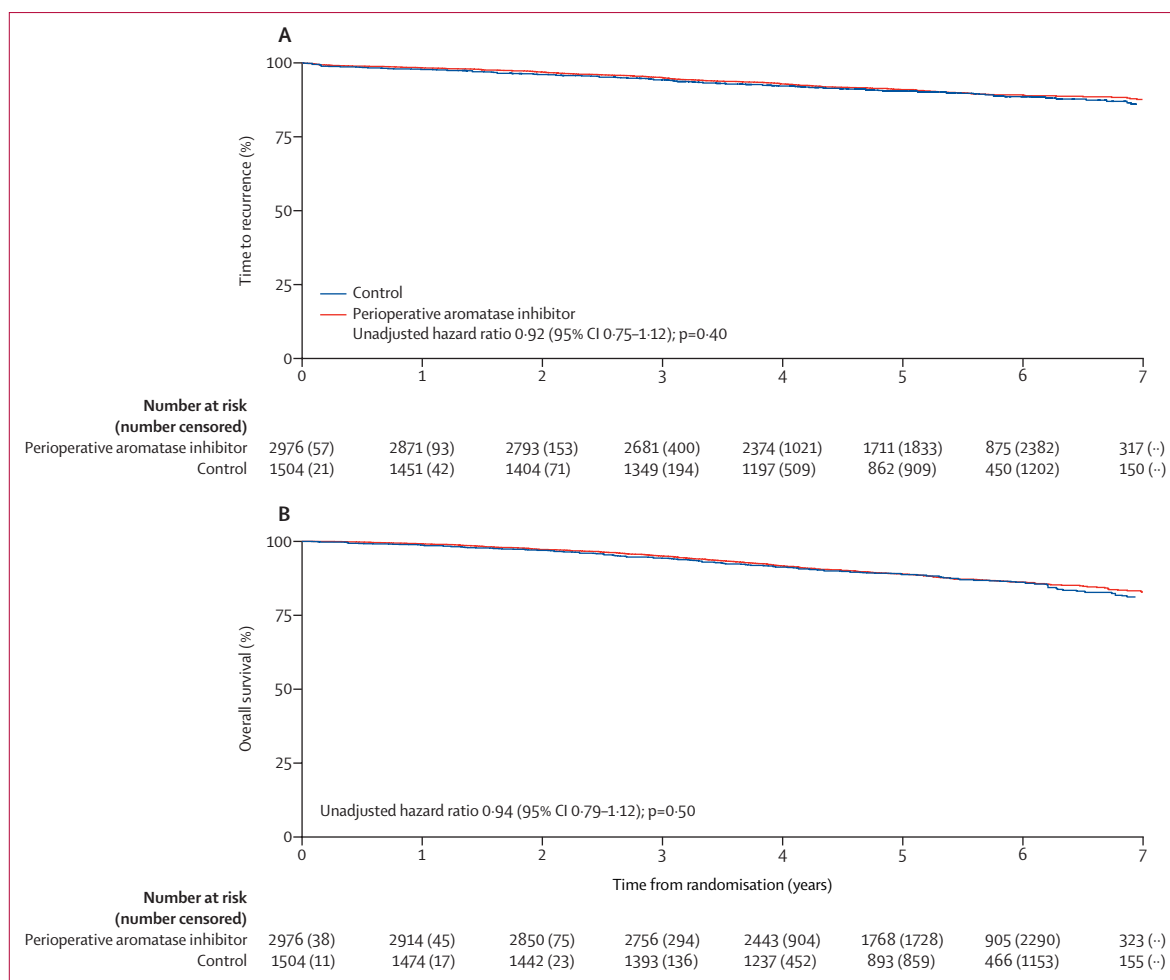 A
100
75
50
25
0
Time to recurrence (%)
Control
Perioperative aromatase inhibitor
Unadjusted hazard ratio 0·92 (95% CI 0·75–1·12); p=0·40
0 1 2 3 4 5 6 7
Number at risk
(number censored)
Perioperative aromatase inhibitor 2976 (57) 2871 (93) 2793 (153) 2681 (400) 2374 (1021) 1711 (1833) 875 (2382) 317 (··)
Control 1504 (21) 1451 (42) 1404 (71) 1349 (194) 1197 (509) 862 (909) 450 (1202) 150 (··)
B
100
75
50
25
0
Overall survival (%)
Unadjusted hazard ratio 0·94 (95% CI 0·79–1·12); p=0·50
0 1 2 3 4 5 6 7
Time from randomisation (years)
Number at risk
(number censored)
Perioperative aromatase inhibitor 2976 (38) 2914 (45) 2850 (75) 2756 (294) 2443 (904) 1768 (1728) 905 (2290) 323 (··)
Control 1504 (11) 1474 (17) 1442 (23) 1393 (136) 1237 (452) 893 (859) 466 (1153) 155 (··)